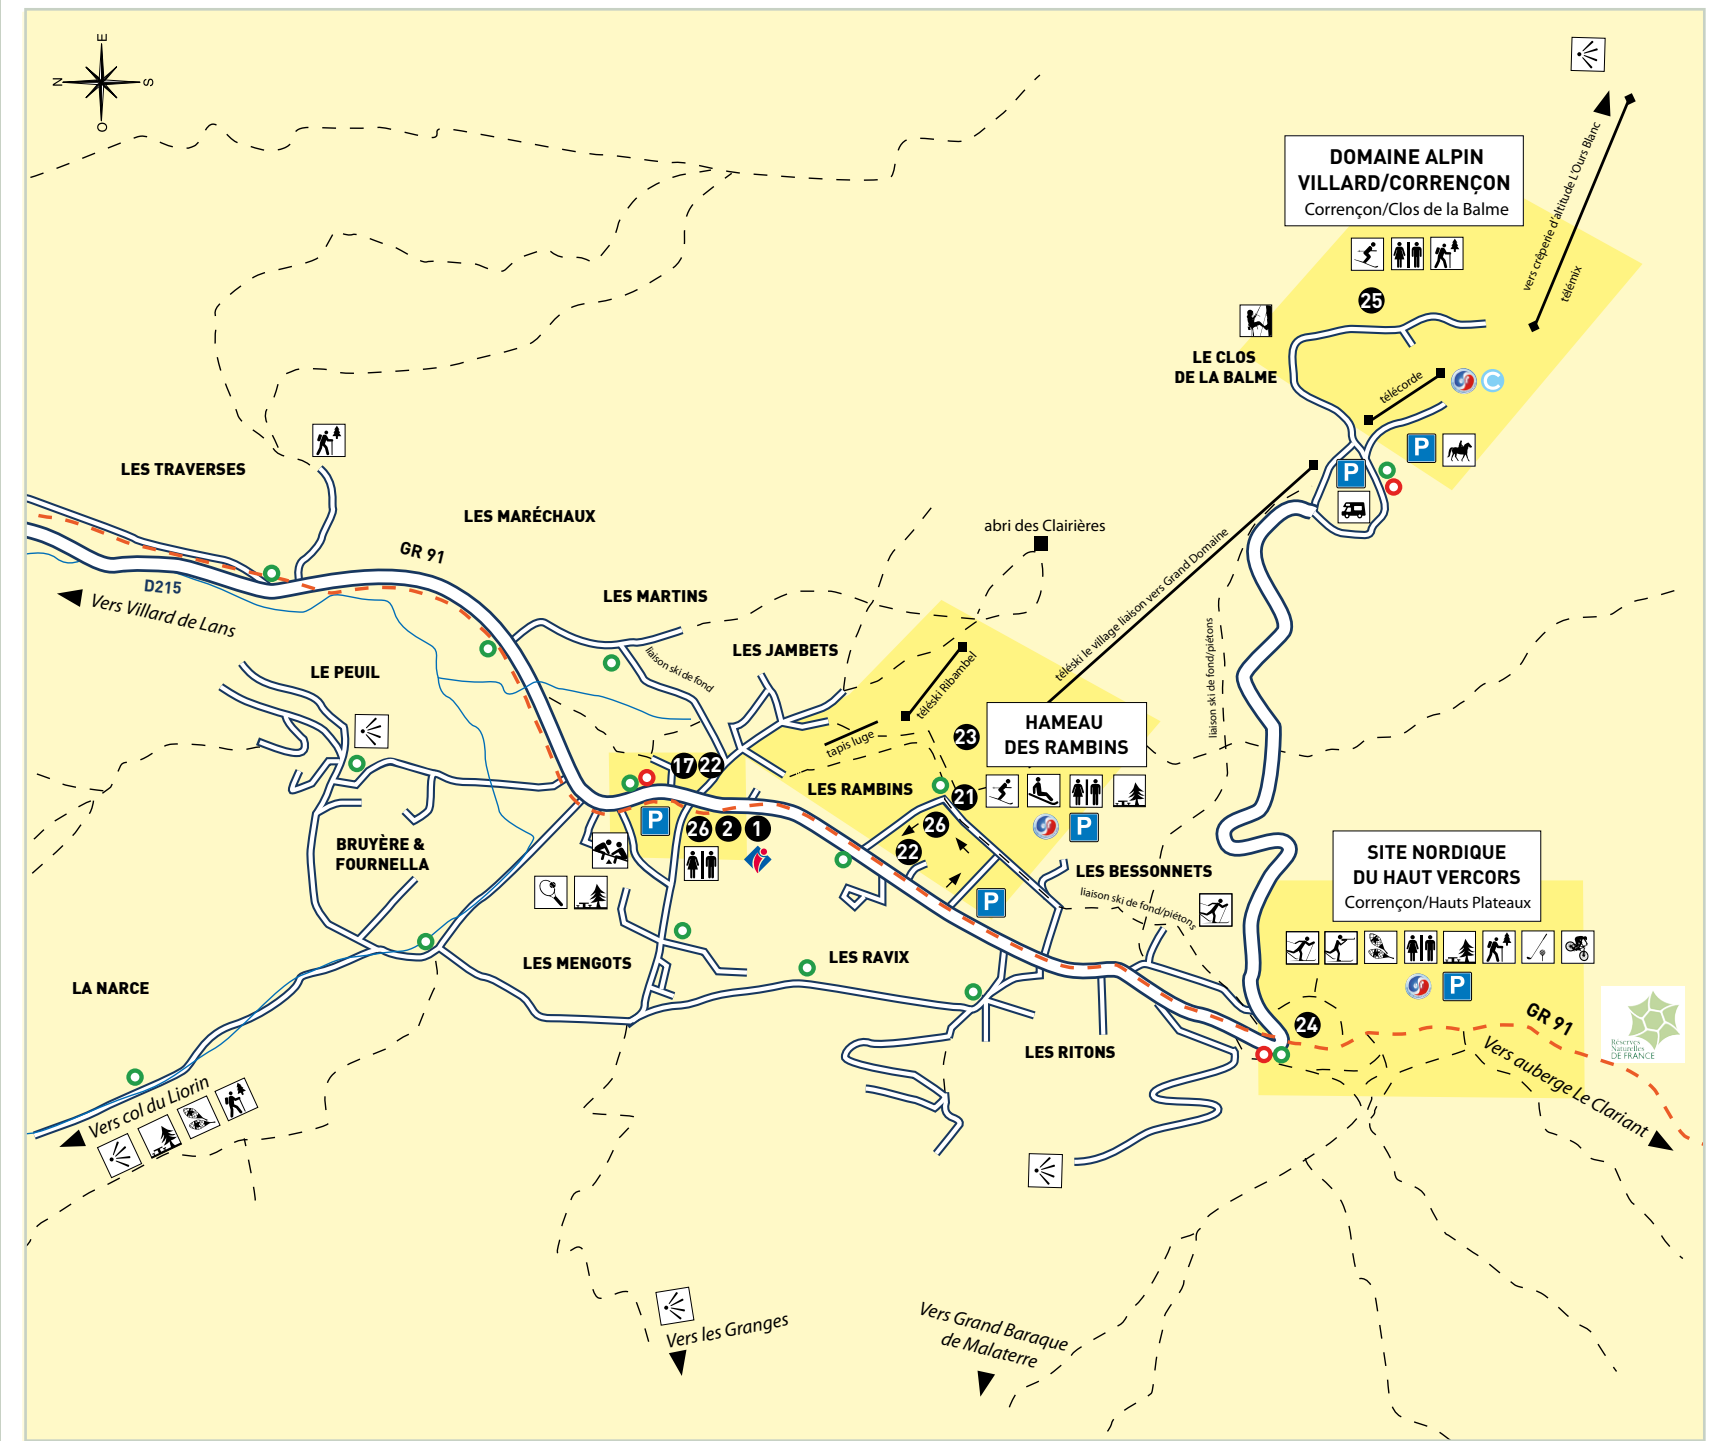 E
N
S
O
DOMAINE ALPIN
VILLARD/CORRENÇON
Corrençon/Clos de la Balme
vers crêperie d'altitude L'Ours Blanc
télémix
25
LE CLOS
DE LA BALME
télécorde
C
P
P
LES TRAVERSES
LES MARÉCHAUX
GR 91
D215
Vers Villard de Lans
abri des Clairières
téléski le village liaison vers Grand Domaine
LES MARTINS
liaison ski de fond
LES JAMBETS
LE PEUIL
téléski Ribambel
tapis luge
liaison ski de fond/piétons
HAMEAU
DES RAMBINS
23
17
22
LES RAMBINS
21
P
26
2
1
26
P
22
BRUYÈRE &
FOURNELLA
LES BESSONNETS
liaison ski de fond/piétons
P
SITE NORDIQUE
DU HAUT VERCORS
Corrençon/Hauts Plateaux
P
LES MENGOTS
LES RAVIX
LA NARCE
24
GR 91
Réserves
Naturelles
DE FRANCE
LES RITONS
Vers auberge Le Clariant
Vers col du Liorin
Vers les Granges
Vers Grand Baraque
de Malaterre